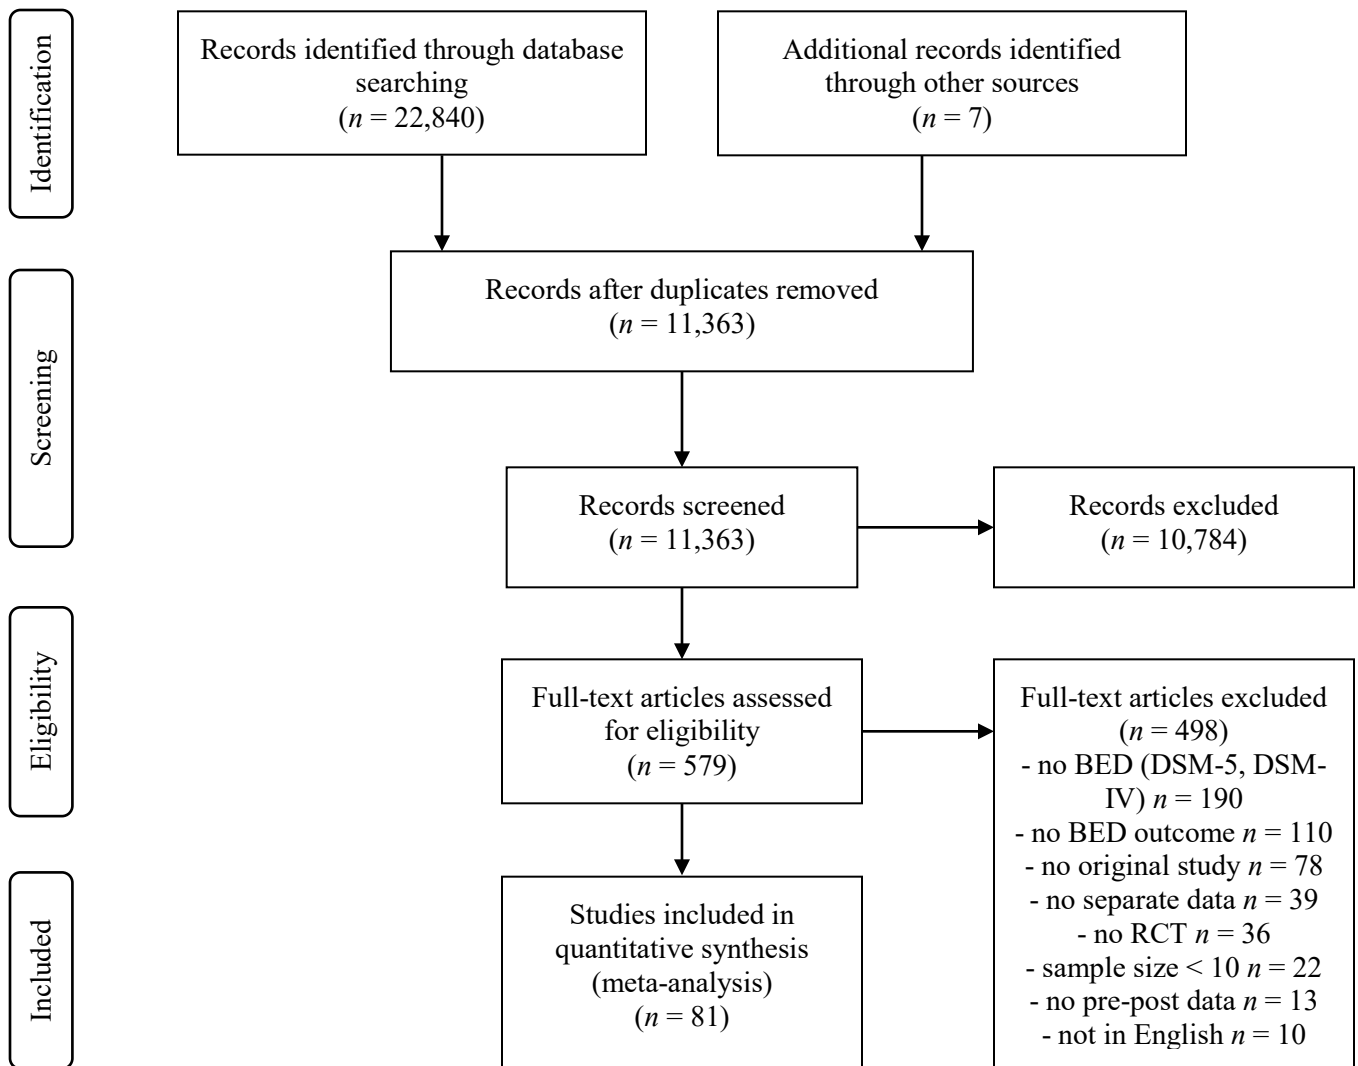 Identification
Records identified through database
searching
(n = 22,840)
Additional records identified
through other sources
(n = 7)
Screening
Records after duplicates removed
(n = 11,363)
Records screened
(n = 11,363)
Records excluded
(n = 10,784)
Eligibility
Full-text articles assessed
for eligibility
(n = 579)
Full-text articles excluded
(n = 498)
- no BED (DSM-5, DSM-
IV) n = 190
- no BED outcome n = 110
- no original study n = 78
- no separate data n = 39
- no RCT n = 36
- sample size < 10 n = 22
- no pre-post data n = 13
- not in English n = 10
Included
Studies included in
quantitative synthesis
(meta-analysis)
(n = 81)